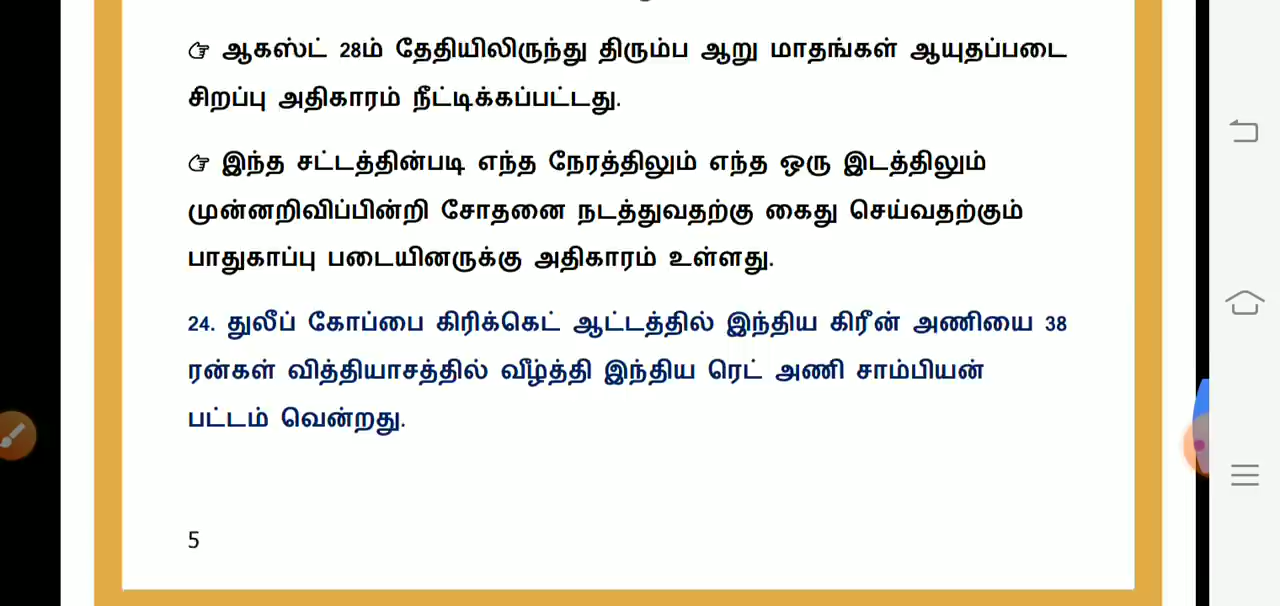 ☞ ஆகஸ்ட் 28ம் தேதியிலிருந்து திரும்ப ஆறு மாதங்கள் ஆயுதப்படை
சிறப்பு அதிகாரம் நீட்டிக்கப்பட்டது.
☞ இந்த சட்டத்தின்படி எந்த நேரத்திலும் எந்த ஒரு இடத்திலும்
முன்னறிவிப்பின்றி சோதனை நடத்துவதற்கு கைது செய்வதற்கும்
பாதுகாப்பு படையினருக்கு அதிகாரம் உள்ளது.
24. துலீப் கோப்பை கிரிக்கெட் ஆட்டத்தில் இந்திய கிரீன் அணியை 38
ரன்கள் வித்தியாசத்தில் வீழ்த்தி இந்திய ரெட் அணி சாம்பியன்
பட்டம் வென்றது.
5